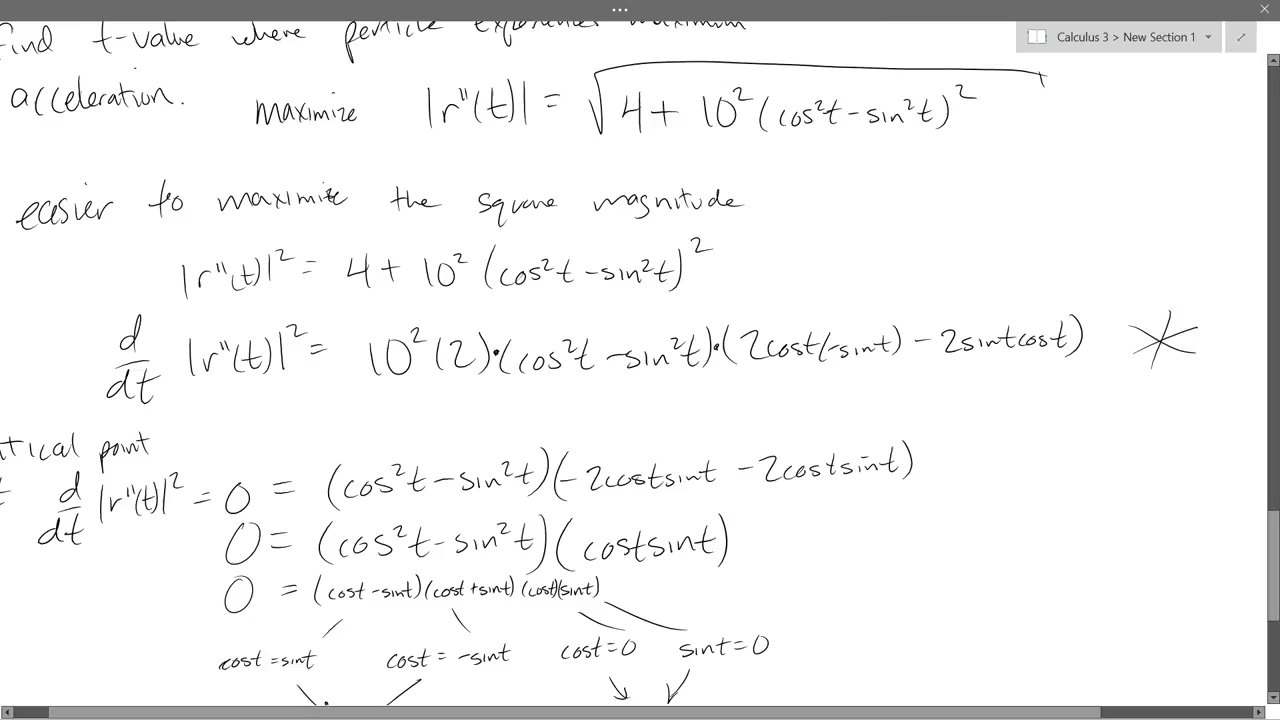 find t-value where particle experiences maximum
Calculus 3 > New Section 1
acceleration.
maximize |r''(t)| = √(4 + 10²(cos²t - sin²t)²)
easier to maximize the square magnitude
|r''(t)|² = 4 + 10² (cos²t - sin²t)²
d/dt |r''(t)|² = 10²(2)·(cos²t - sin²t)·(2cost(-sint) - 2sintcost) *
tical point
d/dt |r''(t)|² = 0 = (cos²t - sin²t)(-2costsint - 2costsint)
0 = (cos²t - sin²t)(costsint)
0 = (cost - sint)(cost + sint)(cost)(sint)
cost = sint cost = -sint cost = 0 sint = 0